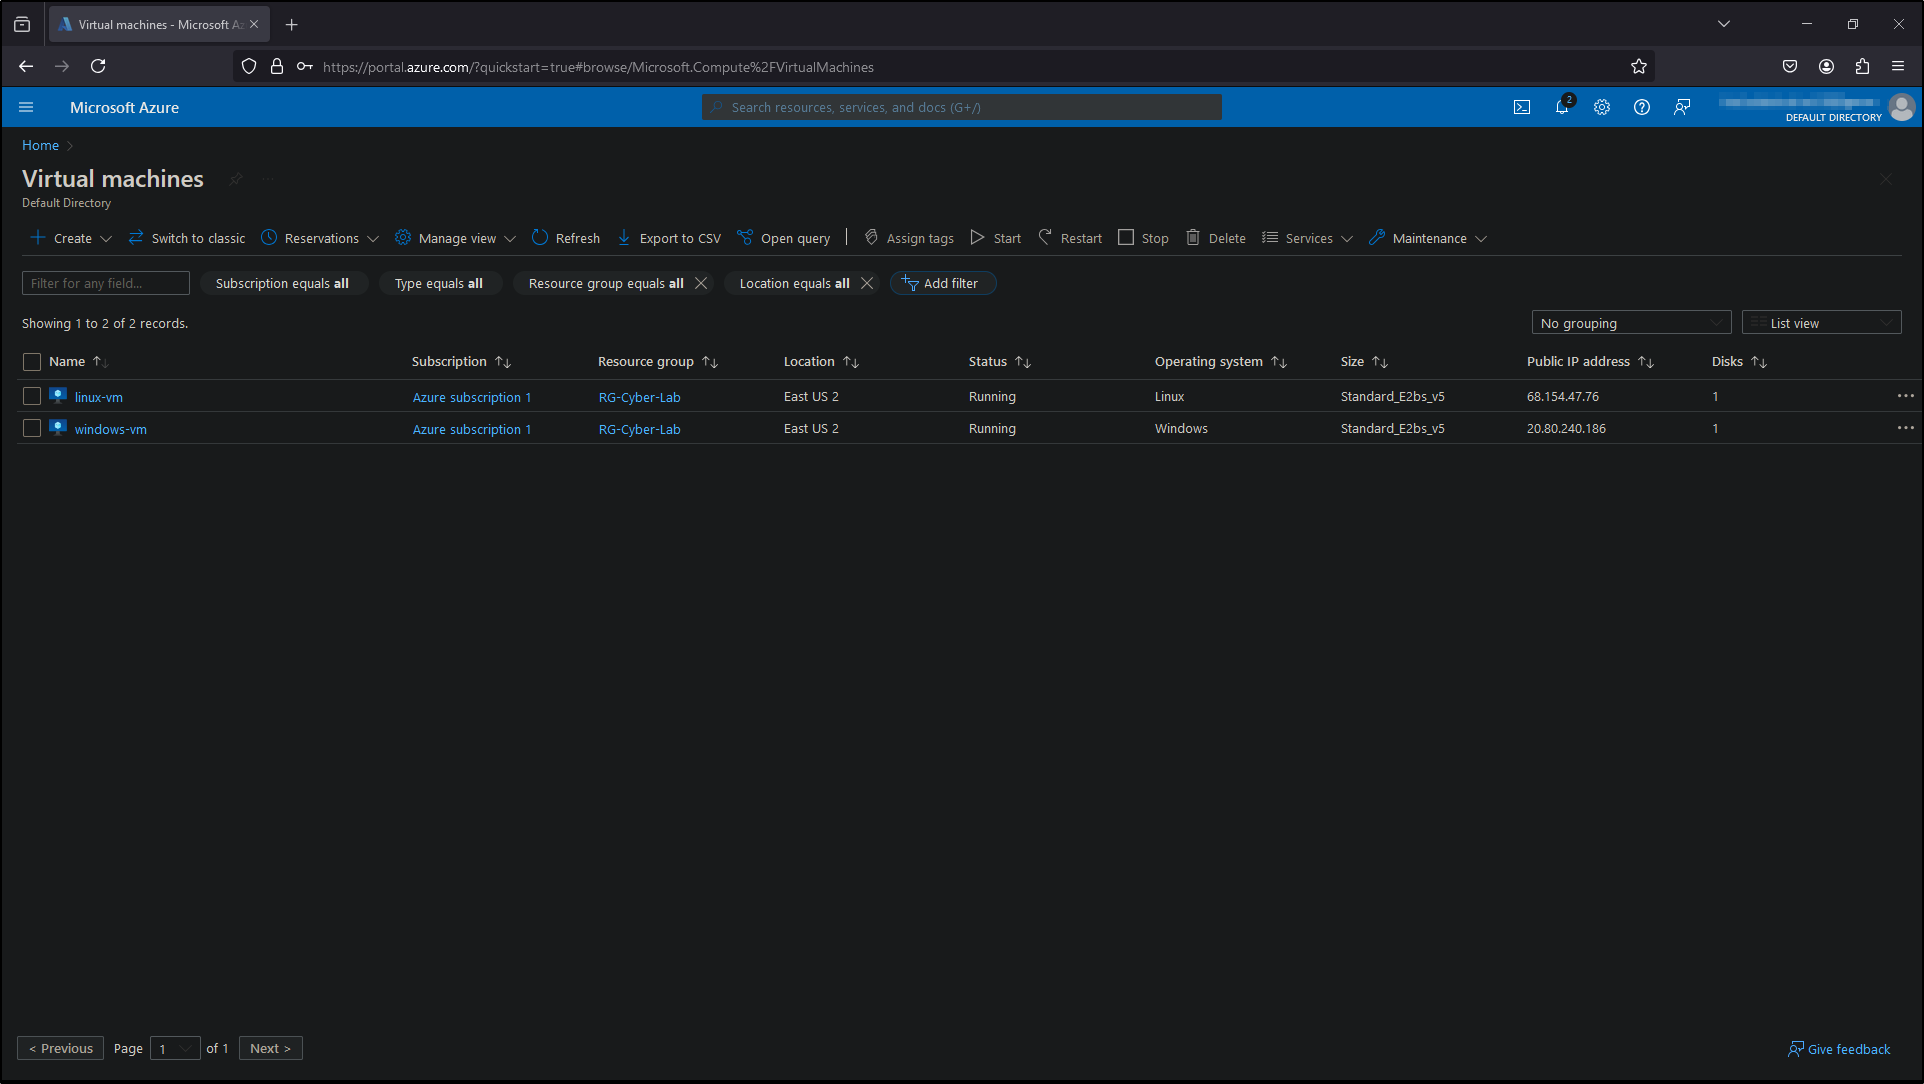 Virtual machines - Microsoft Az
https://portal.azure.com/?quickstart=true#browse/Microsoft.Compute%2FVirtualMachines
Microsoft Azure
Search resources, services, and docs (G+/)
2
DEFAULT DIRECTORY
Home
Virtual machines
Default Directory
Create Switch to classic Reservations Manage view Refresh Export to CSV Open query Assign tags Start Restart Stop Delete Services Maintenance
Filter for any field... Subscription equals all Type equals all Resource group equals all Location equals all Add filter
Showing 1 to 2 of 2 records. No grouping List view
Name Subscription Resource group Location Status Operating system Size Public IP address Disks
linux-vm Azure subscription 1 RG-Cyber-Lab East US 2 Running Linux Standard_E2bs_v5 68.154.47.76 1
windows-vm Azure subscription 1 RG-Cyber-Lab East US 2 Running Windows Standard_E2bs_v5 20.80.240.186 1
< Previous Page 1 of 1 Next > Give feedback